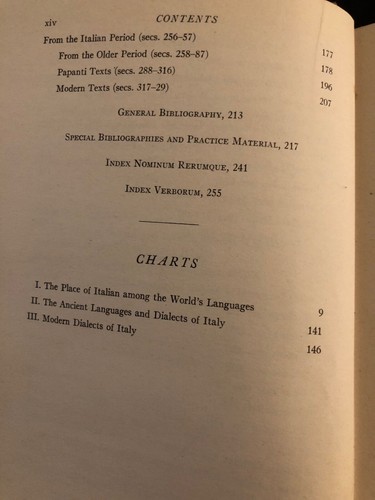 xiv CONTENTS
From the Italian Period (secs. 256–57) 177
From the Older Period (secs. 258–87) 178
Papanti Texts (secs. 288–316) 196
Modern Texts (secs. 317–29) 207
GENERAL BIBLIOGRAPHY, 213
SPECIAL BIBLIOGRAPHIES AND PRACTICE MATERIAL, 217
INDEX NOMINUM RERUMQUE, 241
INDEX VERBORUM, 255
CHARTS
I. The Place of Italian among the World's Languages 9
II. The Ancient Languages and Dialects of Italy 141
III. Modern Dialects of Italy 146